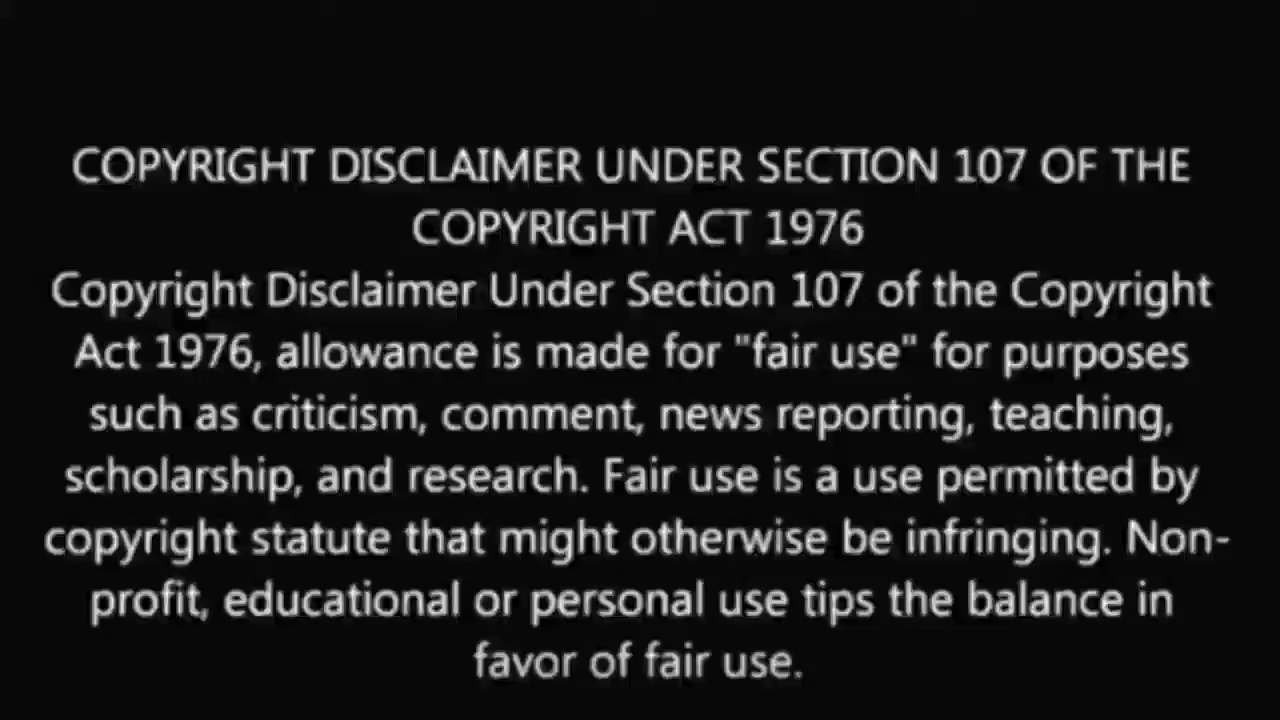 COPYRIGHT DISCLAIMER UNDER SECTION 107 OF THE
COPYRIGHT ACT 1976
Copyright Disclaimer Under Section 107 of the Copyright
Act 1976, allowance is made for "fair use" for purposes
such as criticism, comment, news reporting, teaching,
scholarship, and research. Fair use is a use permitted by
copyright statute that might otherwise be infringing. Non-
profit, educational or personal use tips the balance in
favor of fair use.